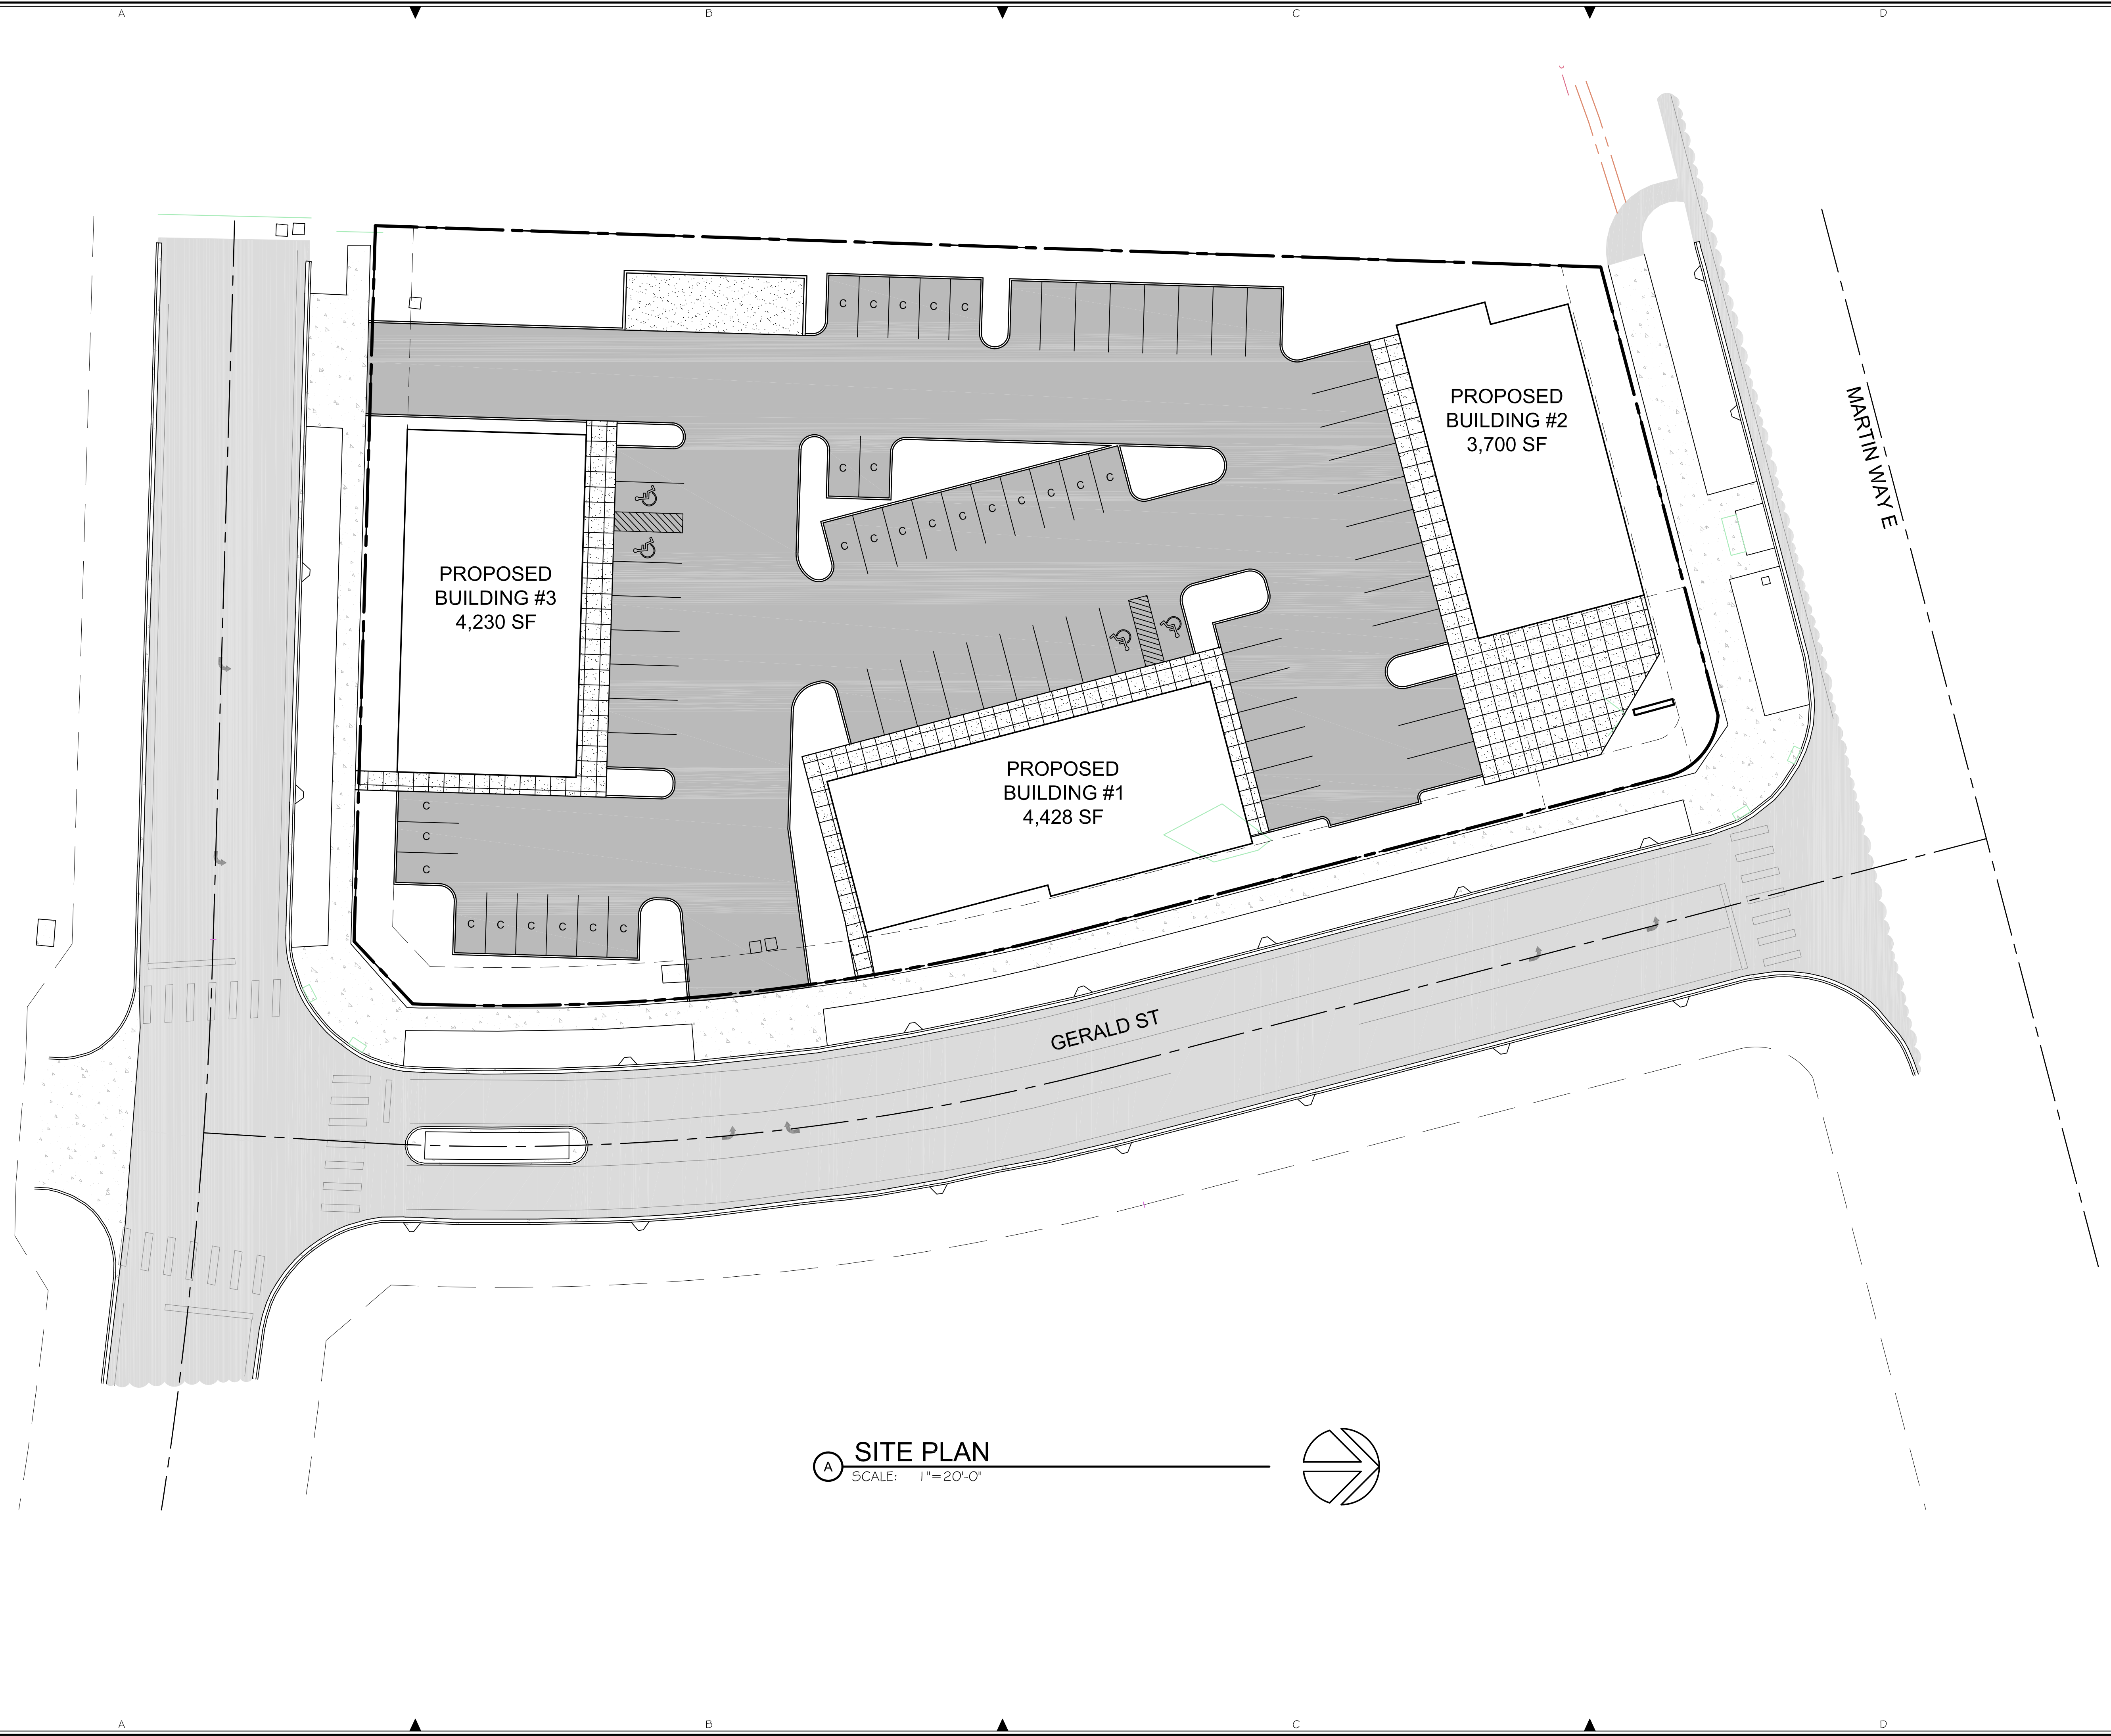 A
B
C
D
C C C C C
MARTIN WAY E
PROPOSED
BUILDING #2
3,700 SF
C C
C C C C C C C C C C
PROPOSED
BUILDING #3
4,230 SF
PROPOSED
BUILDING #1
4,428 SF
C
C
C
C C C C C C
GERALD ST
A
SITE PLAN
SCALE: 1"=20'-0"
A
B
C
D